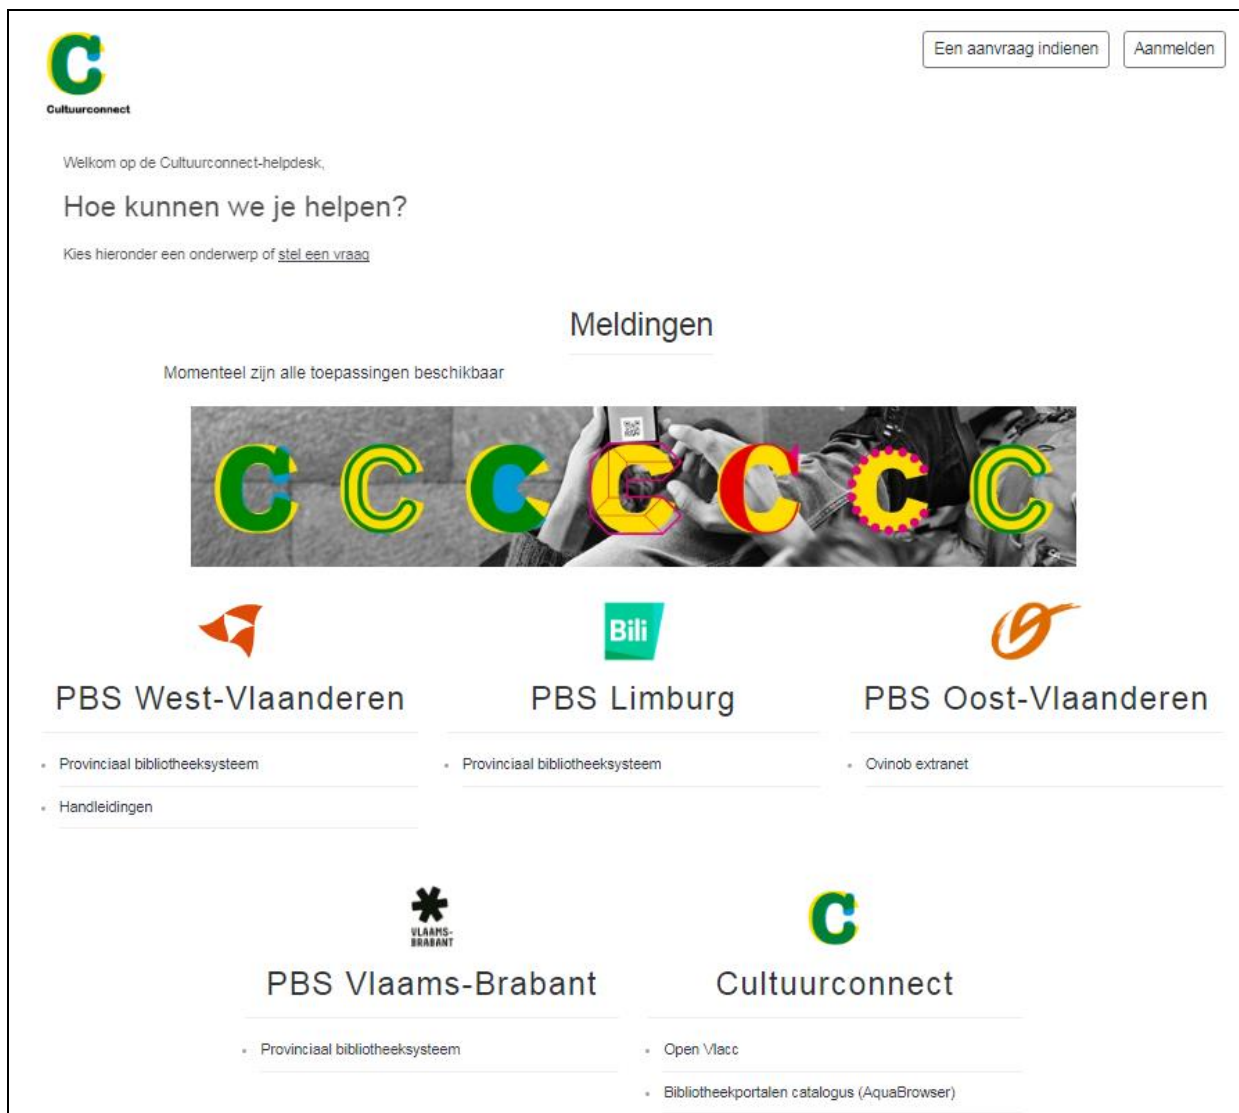 Een aanvraag indienen Aanmelden
Cultuurconnect
Welkom op de Cultuurconnect-helpdesk,
Hoe kunnen we je helpen?
Kies hieronder een onderwerp of stel een vraag
Meldingen
Momenteel zijn alle toepassingen beschikbaar
C C C C C C C
Bili
PBS West-Vlaanderen PBS Limburg PBS Oost-Vlaanderen
Provinciaal bibliotheeksysteem Provinciaal bibliotheeksysteem Ovinob extranet
Handleidingen
VLAAMS-
BRABANT
C
PBS Vlaams-Brabant Cultuurconnect
Provinciaal bibliotheeksysteem Open Vlacc
Bibliotheekportalen catalogus (AquaBrowser)